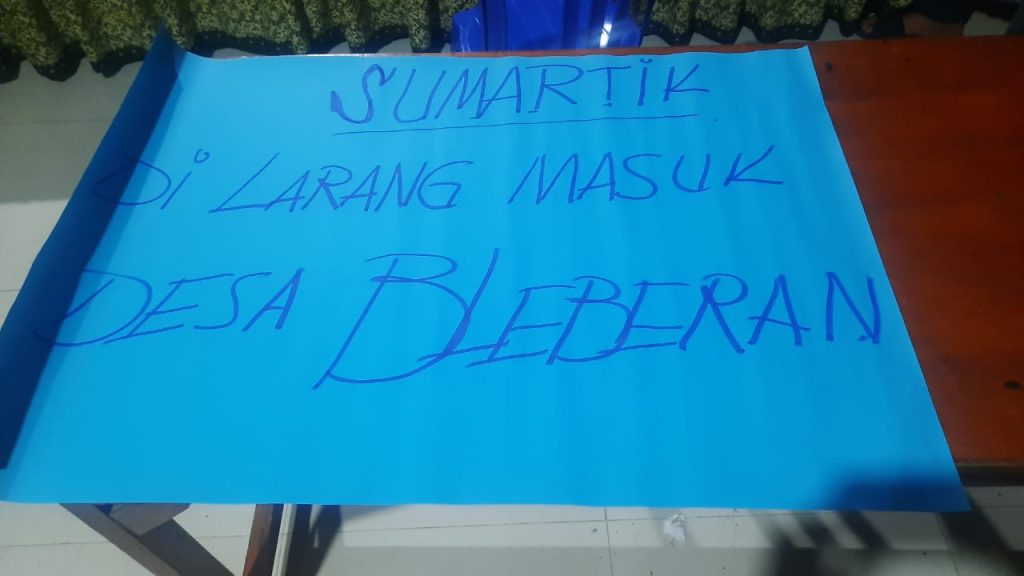 SUMARTIK
Di LARANG MASUK
DESA BLEBERAN